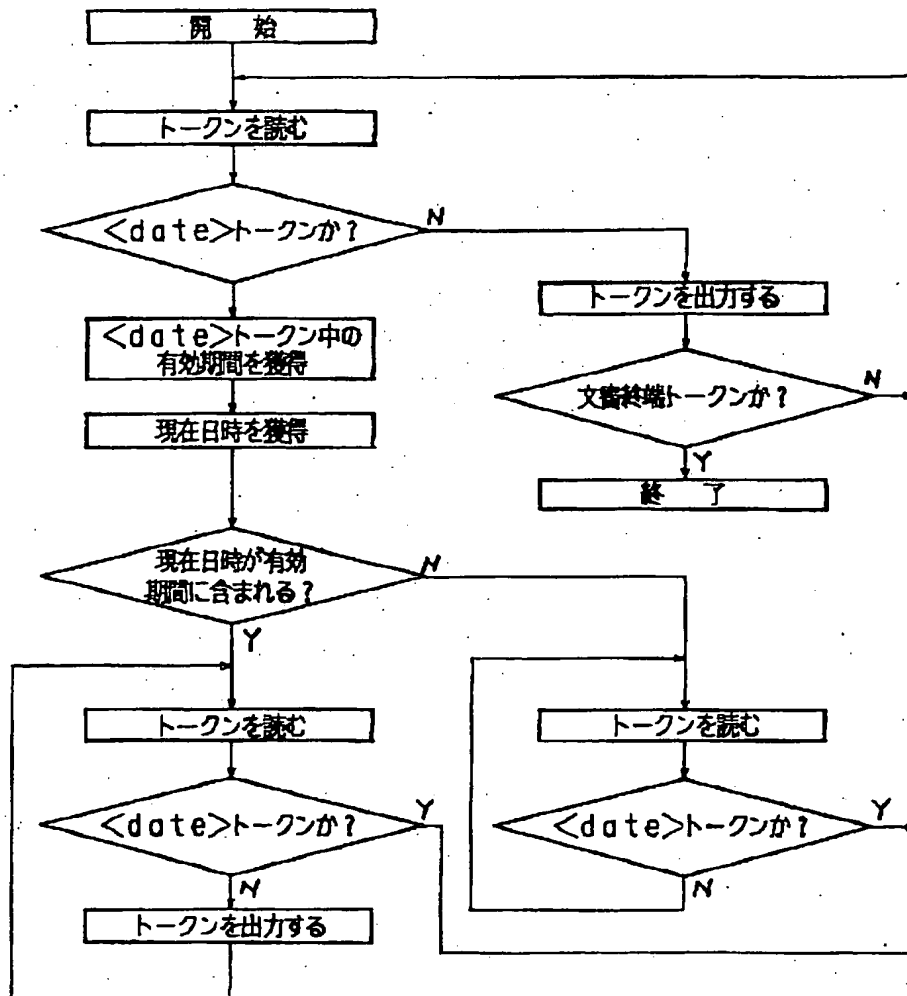 開 始
トークンを読む
<date>トークンか?
N
トークンを出力する
<date>トークン中の
有効期間を獲得
文書終端トークンか?
N
現在日時を獲得
Y
終 了
現在日時が有効
期間に含まれる?
N
Y
トークンを読む
トークンを読む
<date>トークンか?
Y
<date>トークンか?
Y
N
N
トークンを出力する